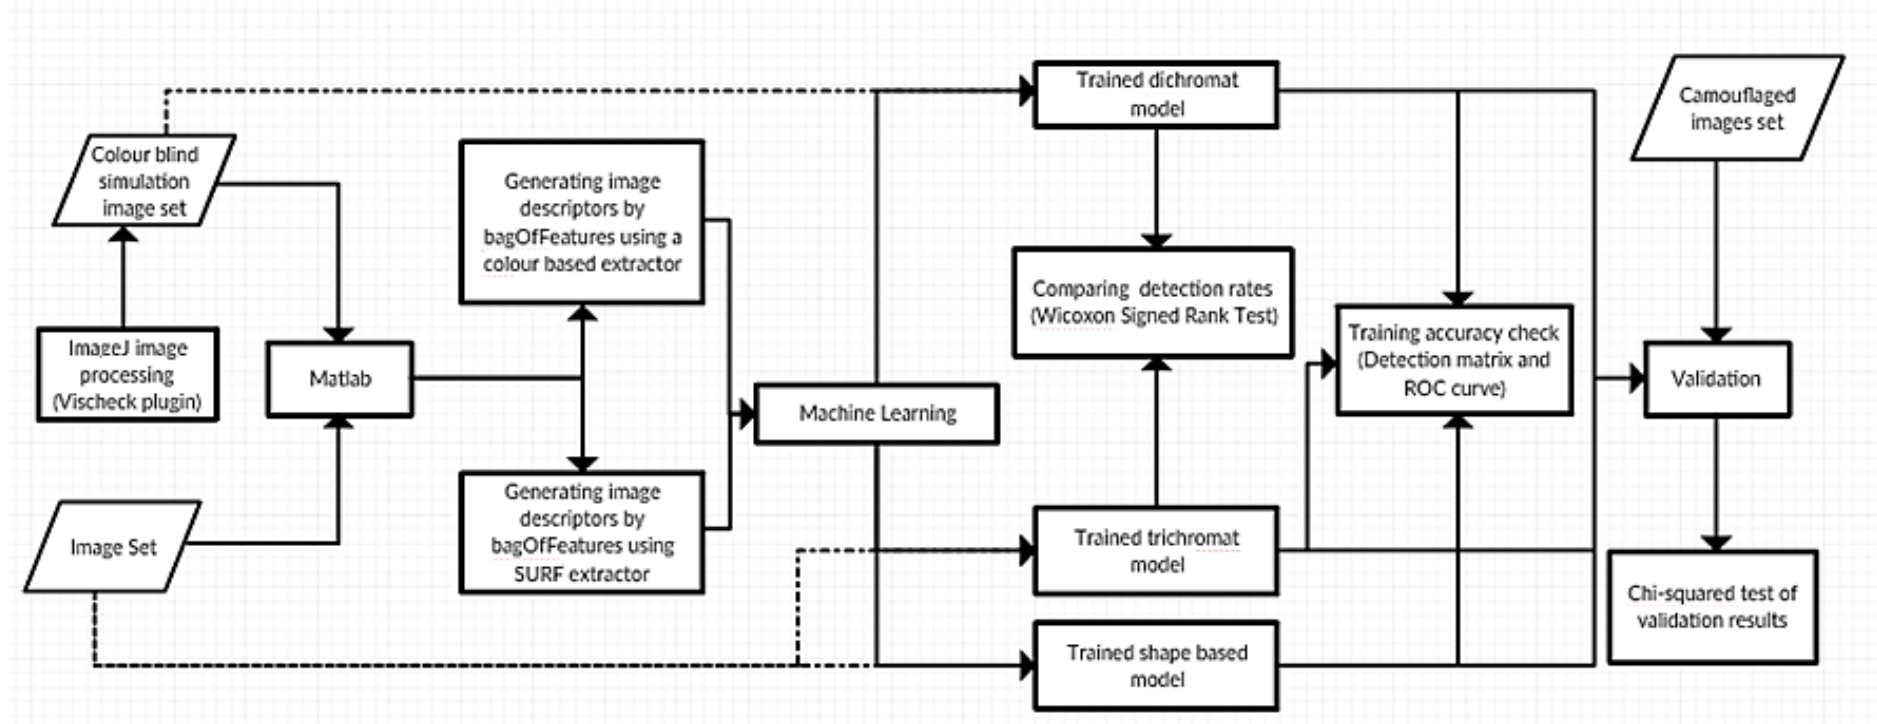 Colour blind
simulation
image set
ImageJ image
processing
(Vischeck plugin)
Image Set
Matlab
Generating image
descriptors by
bagOfFeatures using a
colour based extractor
Generating image
descriptors by
bagOfFeatures using
SURF extractor
Machine Learning
Trained dichromat
model
Comparing detection rates
(Wicoxon Signed Rank Test)
Trained trichromat
model
Trained shape based
model
Training accuracy check
(Detection matrix and
ROC curve)
Camouflaged
images set
Validation
Chi-squared test of
validation results